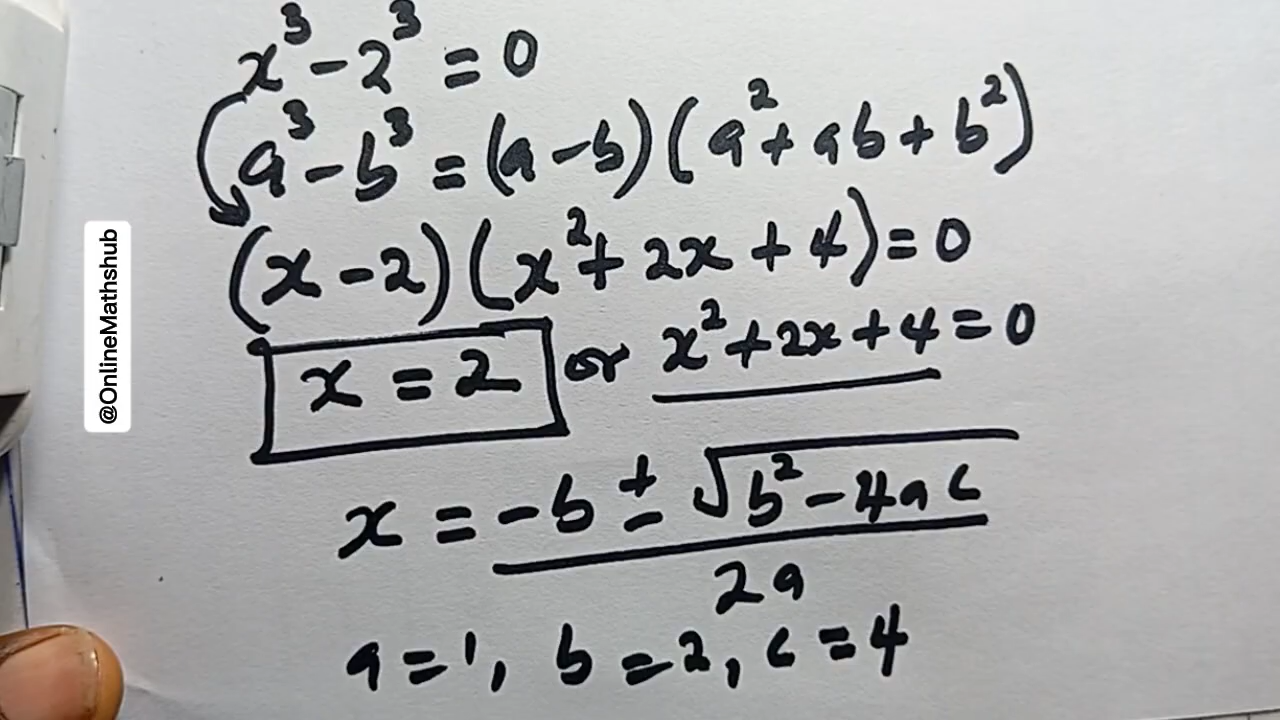 x³ - 2³ = 0
a³ - b³ = (a - b)(a² + ab + b²)
(x - 2)(x² + 2x + 4) = 0
x = 2 or x² + 2x + 4 = 0
x = -b ± √b² - 4ac
2a
a = 1, b = 2, c = 4
@OnlineMathshub